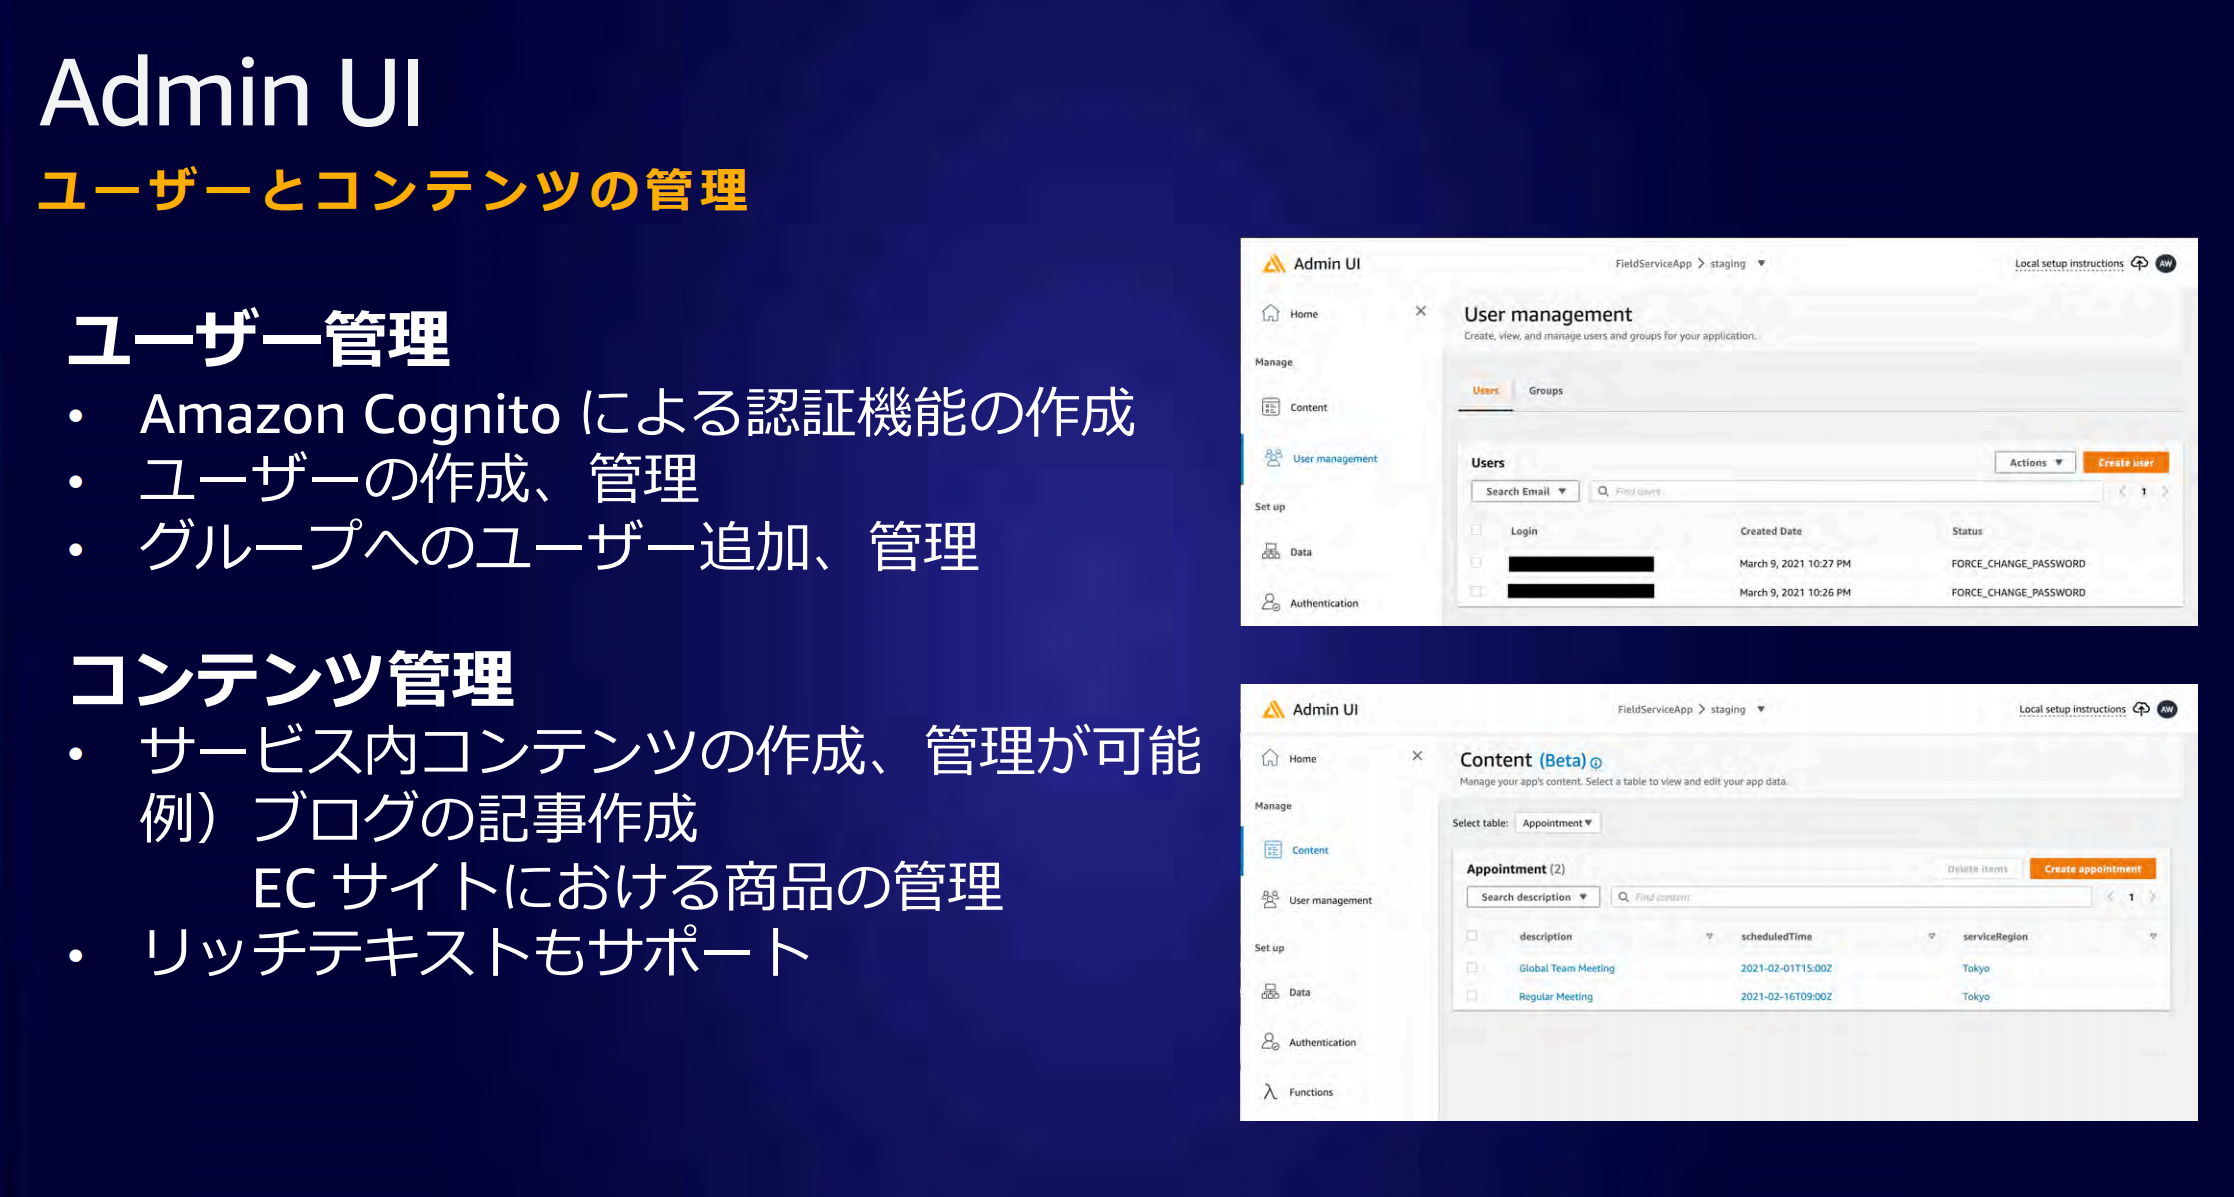 Admin UI
ユーザーとコンテンツの管理
ユーザー管理
• Amazon Cognito による認証機能の作成
• ユーザーの作成、管理
• グループへのユーザー追加、管理
コンテンツ管理
• サービス内コンテンツの作成、管理が可能
例）ブログの記事作成
EC サイトにおける商品の管理
• リッチテキストもサポート
Admin UI
FieldServiceApp > staging ▼
Local setup instructions
AW
Home
×
User management
Create, view, and manage users and groups for your application.
Manage
Users
Groups
Content
User management
Users
Actions ▼
Create user
Search Email ▼
Find users
< 1 >
Set up
Login
Created Date
Status
Data
March 9, 2021 10:27 PM
FORCE_CHANGE_PASSWORD
March 9, 2021 10:26 PM
FORCE_CHANGE_PASSWORD
Authentication
Admin UI
FieldServiceApp > staging ▼
Local setup instructions
AW
Home
×
Content (Beta)
Manage your app's content. Select a table to view and edit your app data.
Manage
Select table: Appointment ▼
Content
Appointment (2)
Delete items
Create appointment
Search description ▼
Find content
< 1 >
User management
description
scheduledTime
serviceRegion
Set up
Global Team Meeting
2021-02-01T15:00Z
Tokyo
Data
Regular Meeting
2021-02-16T09:00Z
Tokyo
Authentication
Functions